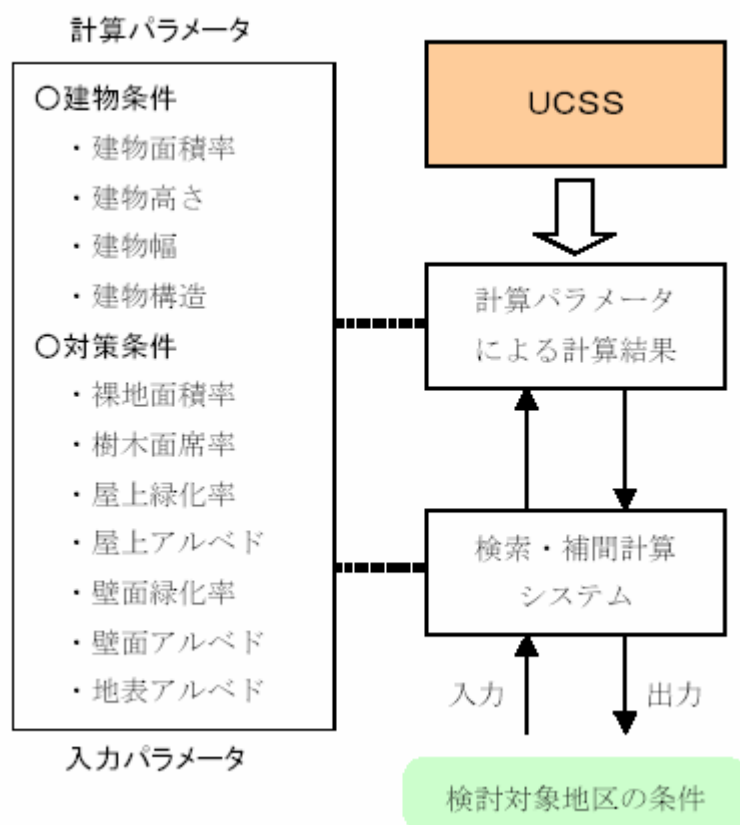 計算パラメータ
〇建物条件
・建物面積率
・建物高さ
・建物幅
・建物構造
〇対策条件
・裸地面積率
・樹木面席率
・屋上緑化率
・屋上アルベド
・壁面緑化率
・壁面アルベド
・地表アルベド
入力パラメータ
UCSS
計算パラメータ
による計算結果
検索・補間計算
システム
入力
出力
検討対象地区の条件